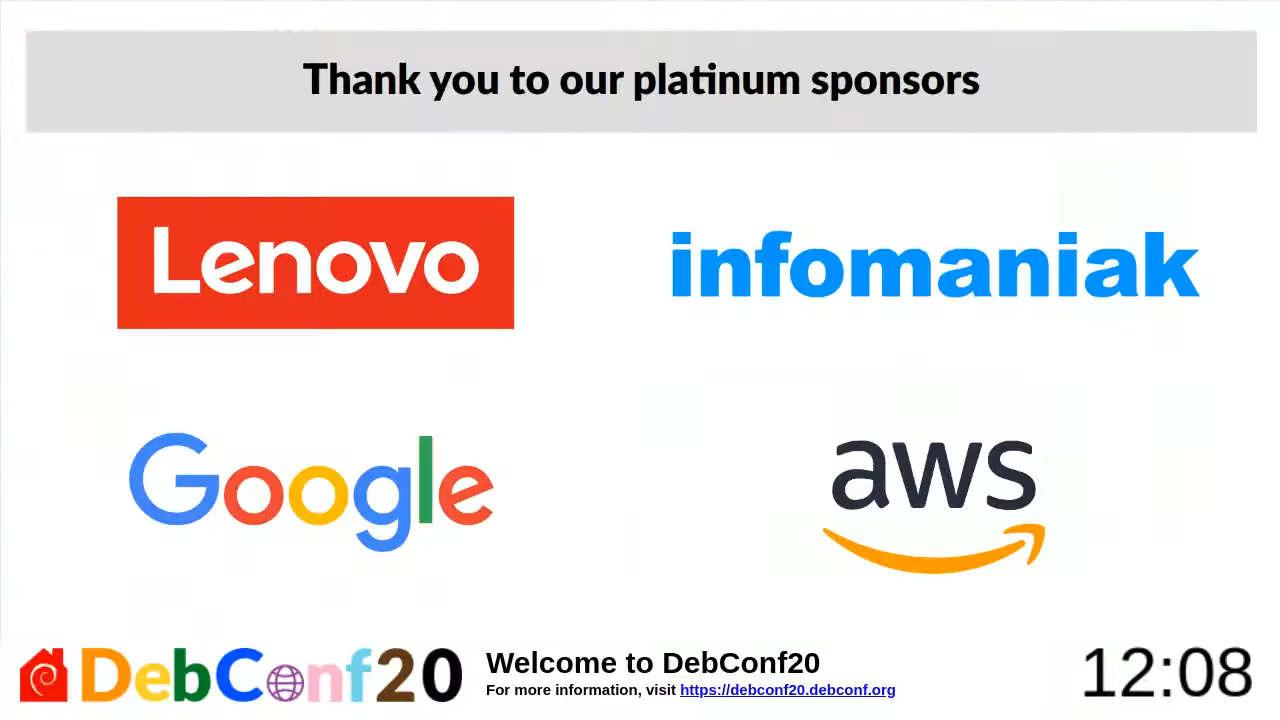 Thank you to our platinum sponsors
Lenovo
infomaniak
Google
aws
DebConf20
Welcome to DebConf20
For more information, visit https://debconf20.debconf.org
12:08